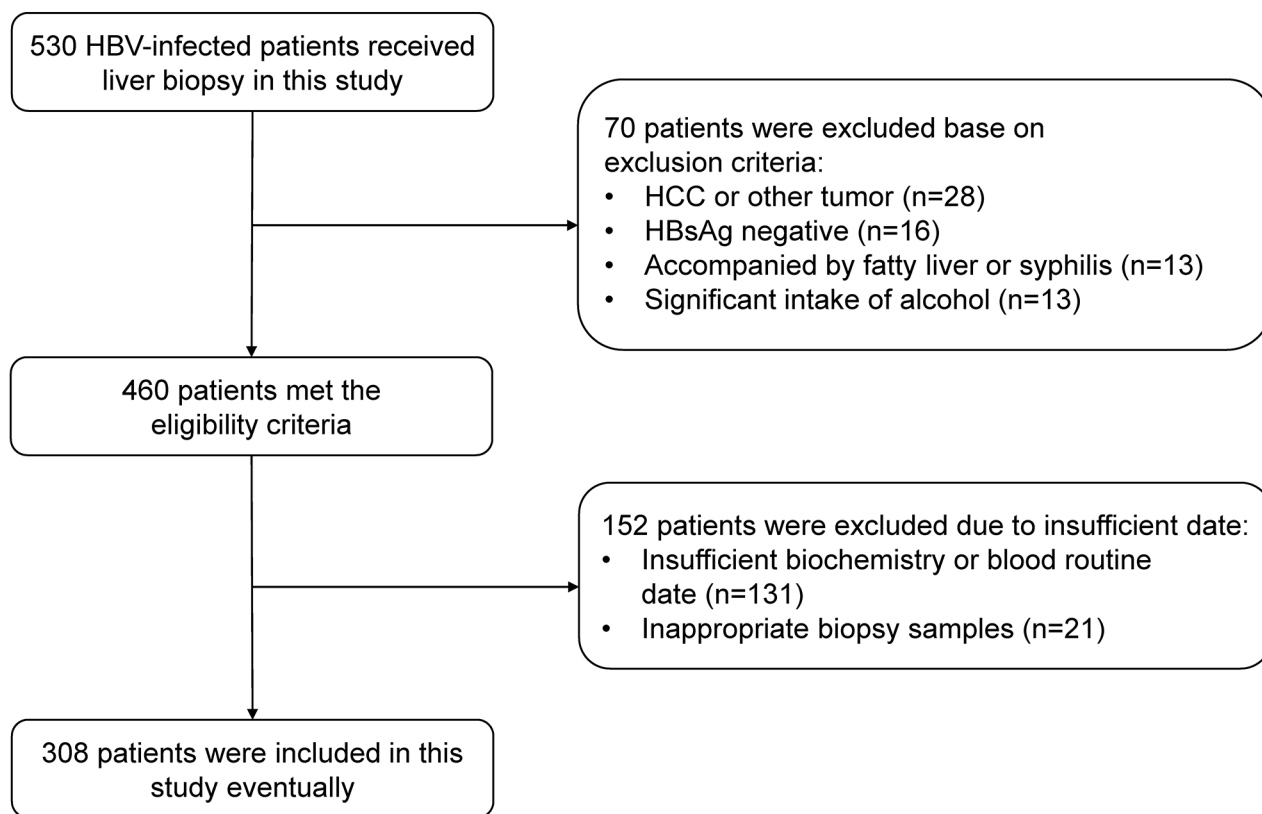 530 HBV-infected patients received
liver biopsy in this study
70 patients were excluded base on
exclusion criteria:
• HCC or other tumor (n=28)
• HBsAg negative (n=16)
• Accompanied by fatty liver or syphilis (n=13)
• Significant intake of alcohol (n=13)
460 patients met the
eligibility criteria
152 patients were excluded due to insufficient date:
• Insufficient biochemistry or blood routine
date (n=131)
• Inappropriate biopsy samples (n=21)
308 patients were included in this
study eventually